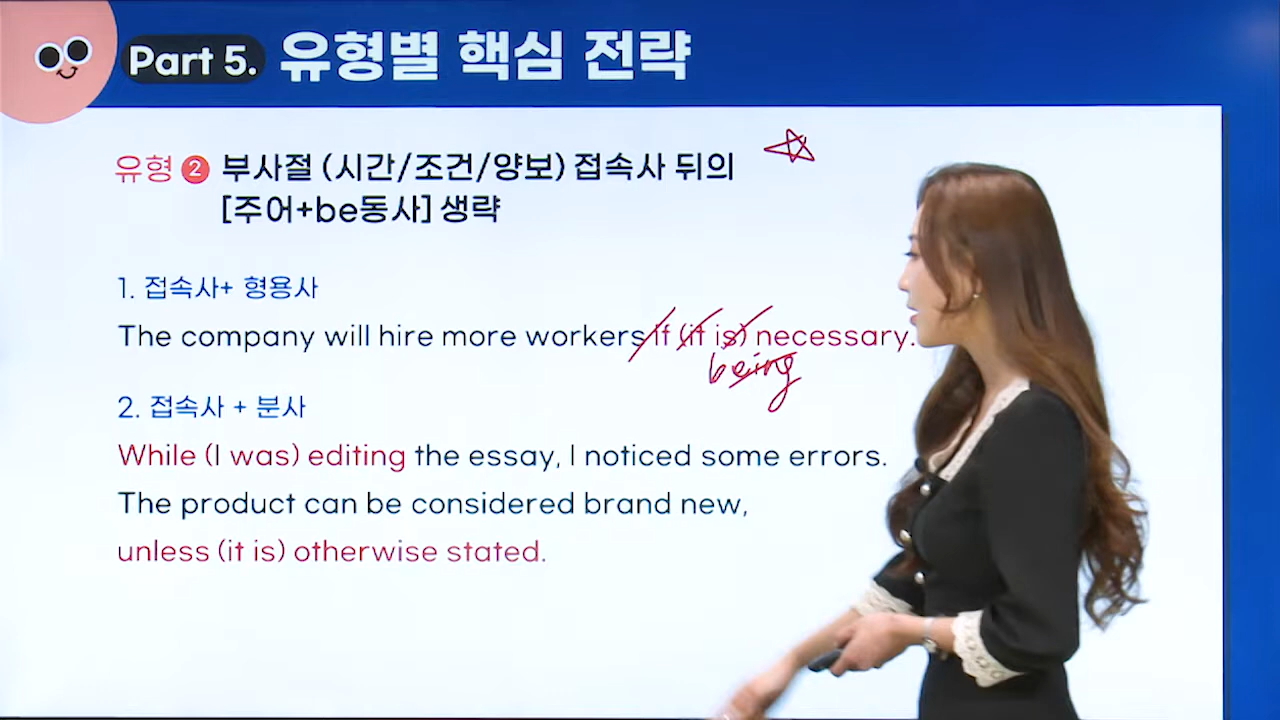 Part 5. 유형별 핵심 전략
유형 2 부사절 (시간/조건/양보) 접속사 뒤의
[주어+be동사] 생략
1. 접속사+ 형용사
The company will hire more workers if (it is) necessary.
being
2. 접속사 + 분사
While (I was) editing the essay, I noticed some errors.
The product can be considered brand new,
unless (it is) otherwise stated.